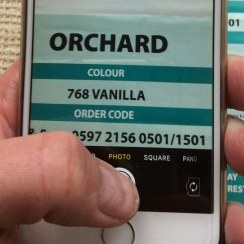 ORCHARD
COLOUR
768 VANILLA
ORDER CODE
0597 2156 0501/1501
PHOTO SQUARE PANO